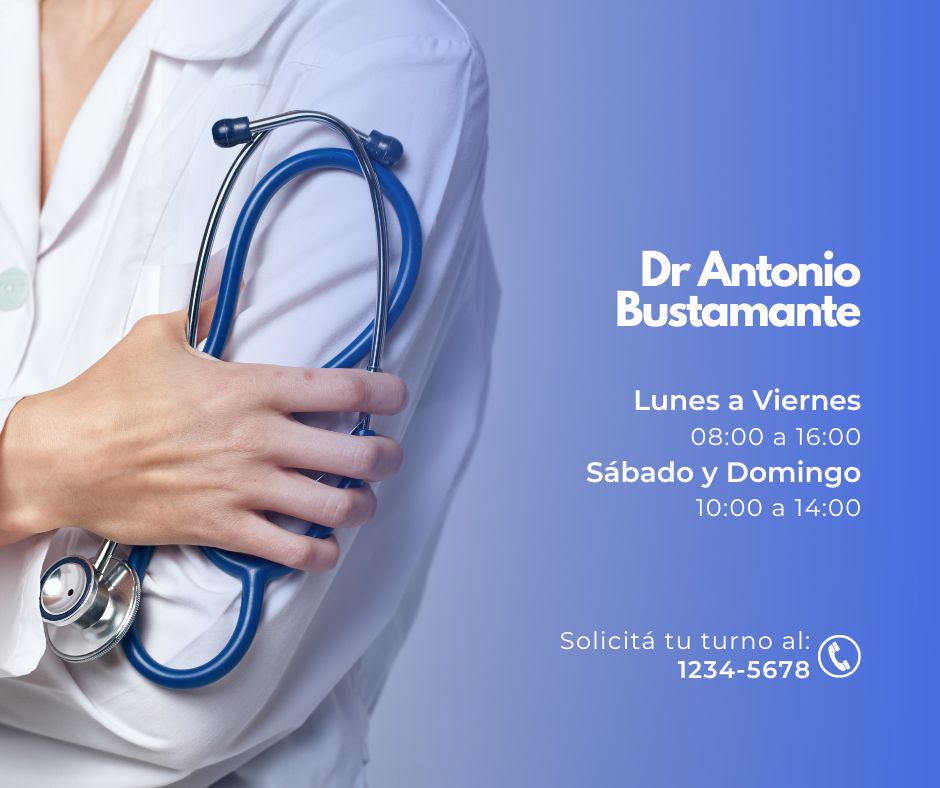 Dr Antonio
Bustamante
Lunes a Viernes
08:00 a 16:00
Sábado y Domingo
10:00 a 14:00
Solicitá tu turno al:
1234-5678